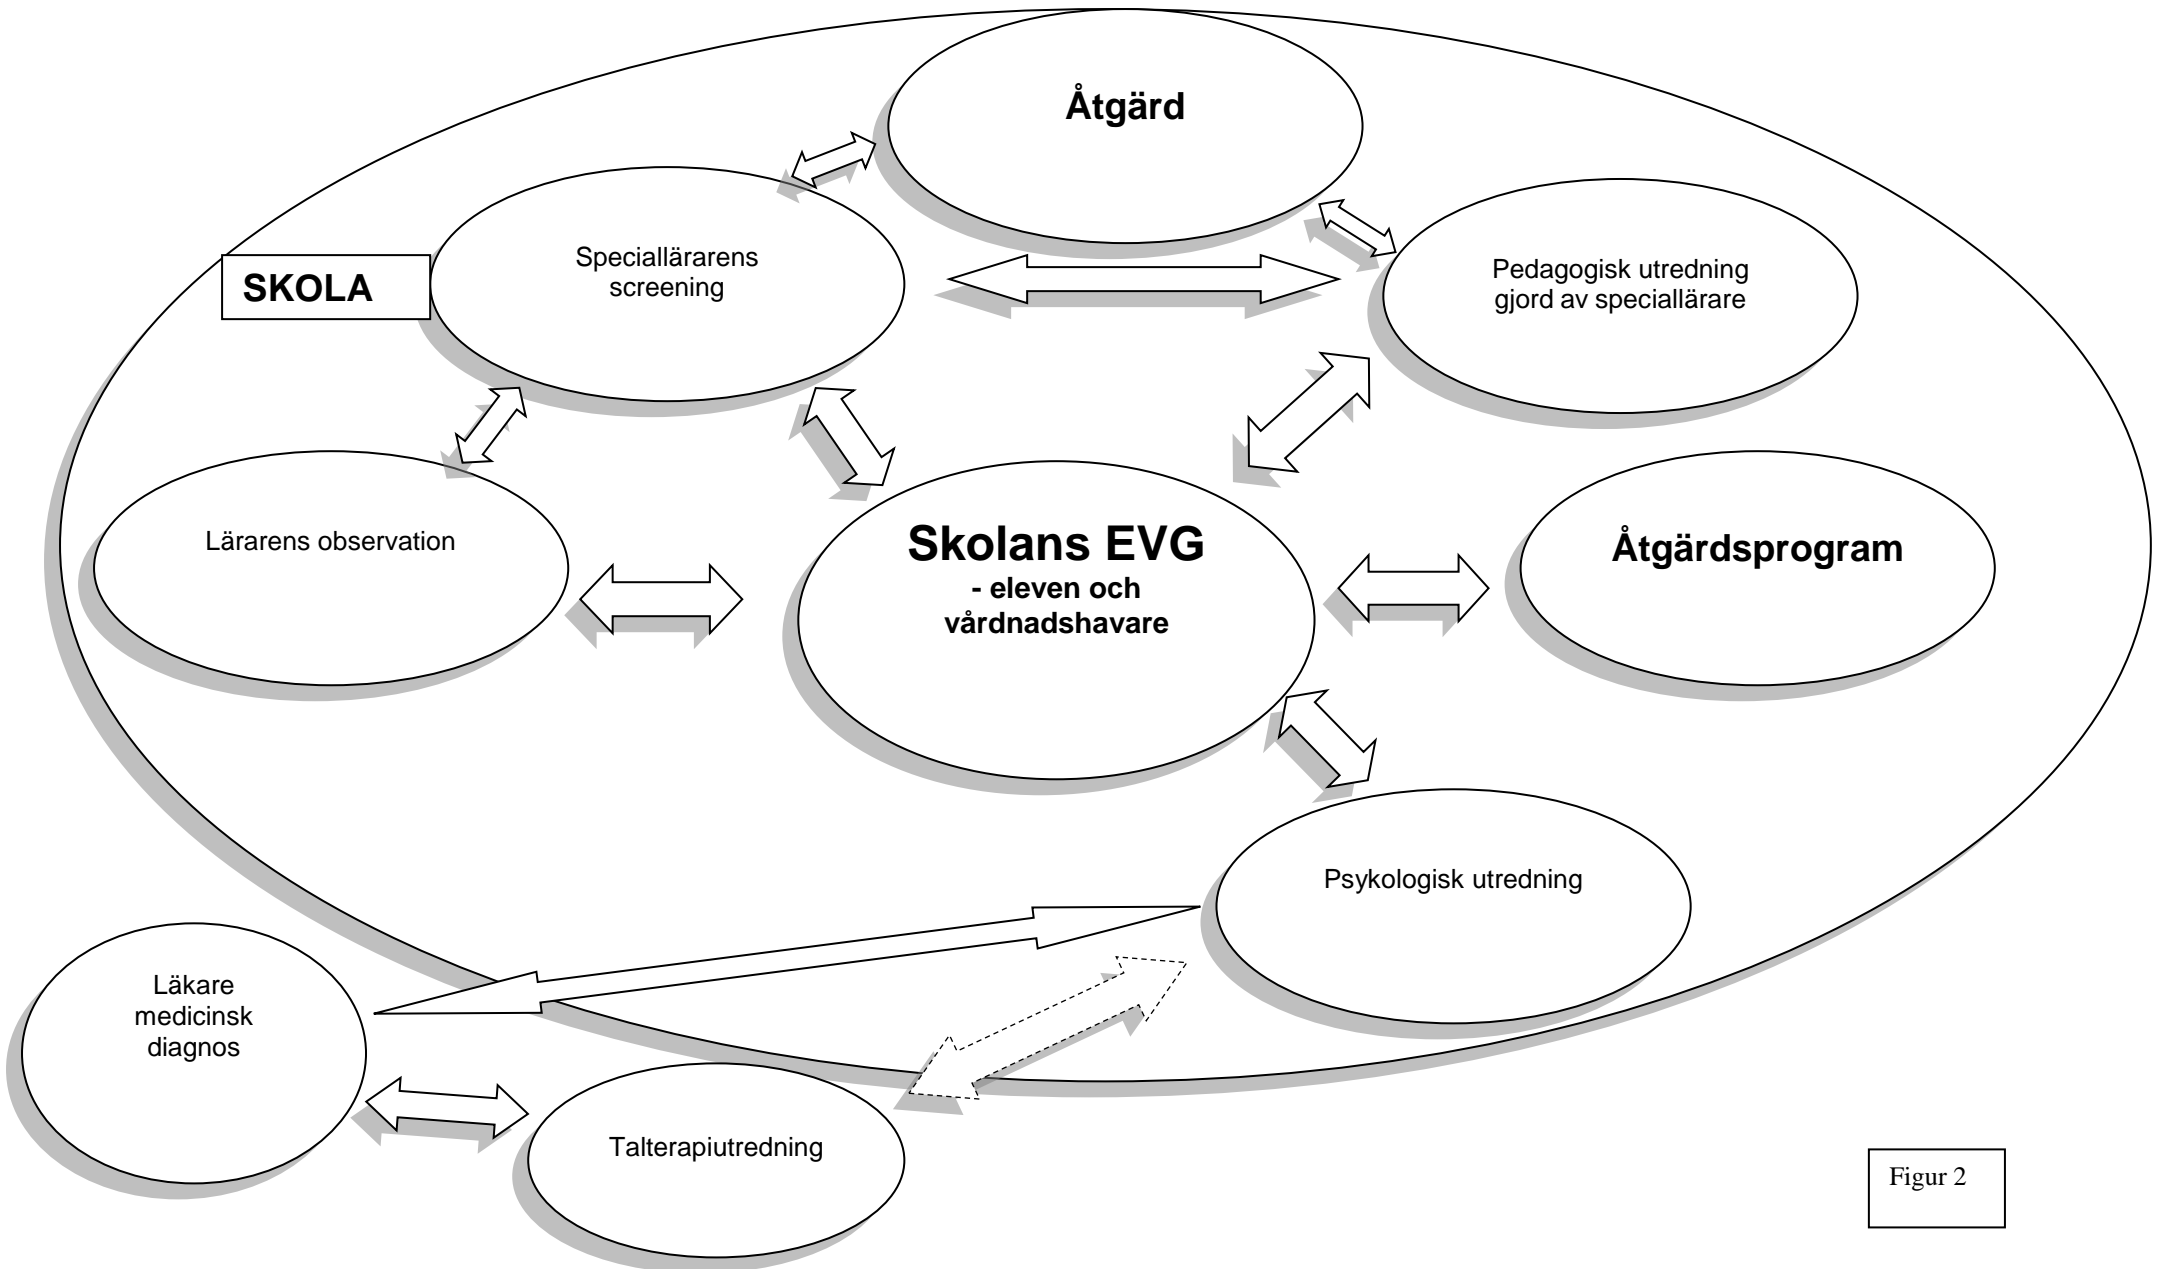 Åtgärd
Speciallärarens
screening
SKOLA
Pedagogisk utredning
gjord av speciallärare
Lärarens observation
Skolans EVG
- eleven och
vårdnadshavare
Åtgärdsprogram
Psykologisk utredning
Läkare
medicinsk
diagnos
Talterapiutredning
Figur 2